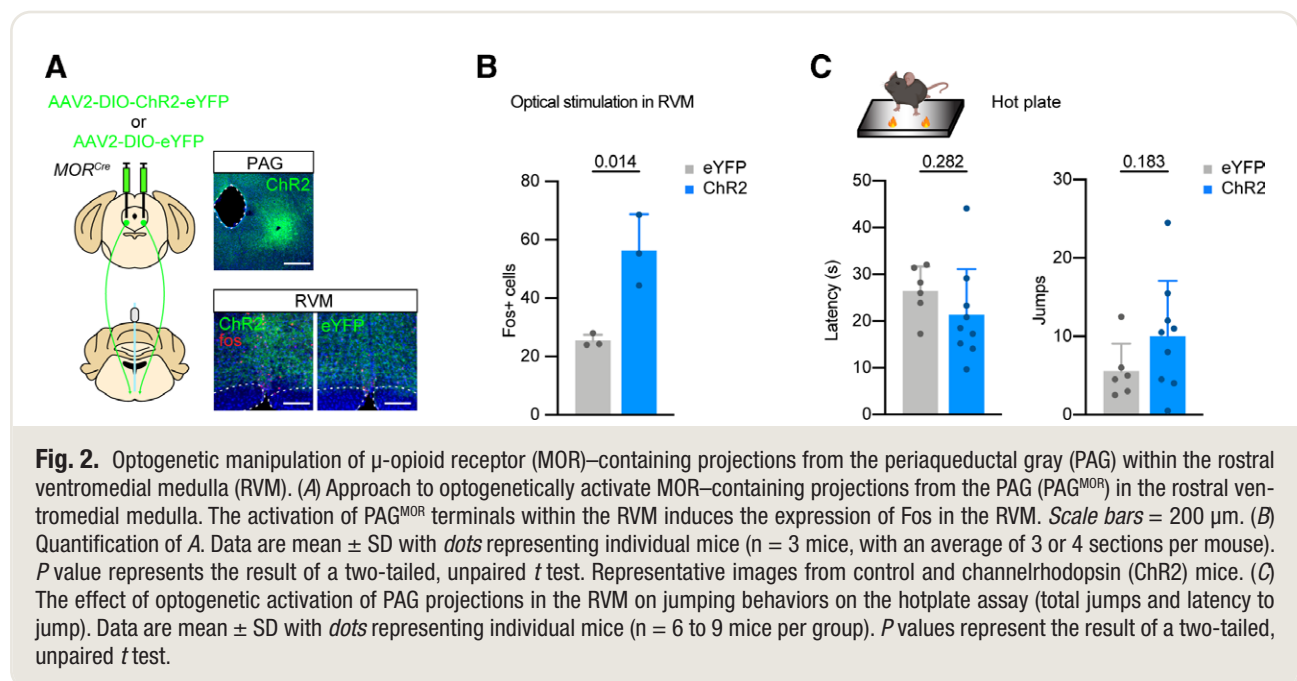 A
AAV2-DIO-ChR2-eYFP
or
AAV2-DIO-eYFP
MORCre
PAG
ChR2
RVM
ChR2
fos
eYFP
B
Optical stimulation in RVM
0.014
eYFP
ChR2
Fos+ cells
80
60
40
20
0
C
Hot plate
0.282
Latency (s)
50
40
30
20
10
0
0.183
eYFP
ChR2
Jumps
30
20
10
0
Fig. 2. Optogenetic manipulation of μ-opioid receptor (MOR)–containing projections from the periaqueductal gray (PAG) within the rostral
ventromedial medulla (RVM). (A) Approach to optogenetically activate MOR–containing projections from the PAG (PAGMOR) in the rostral ven-
tromedial medulla. The activation of PAGMOR terminals within the RVM induces the expression of Fos in the RVM. Scale bars = 200 μm. (B)
Quantification of A. Data are mean ± SD with dots representing individual mice (n = 3 mice, with an average of 3 or 4 sections per mouse).
P value represents the result of a two-tailed, unpaired t test. Representative images from control and channelrhodopsin (ChR2) mice. (C)
The effect of optogenetic activation of PAG projections in the RVM on jumping behaviors on the hotplate assay (total jumps and latency to
jump). Data are mean ± SD with dots representing individual mice (n = 6 to 9 mice per group). P values represent the result of a two-tailed,
unpaired t test.